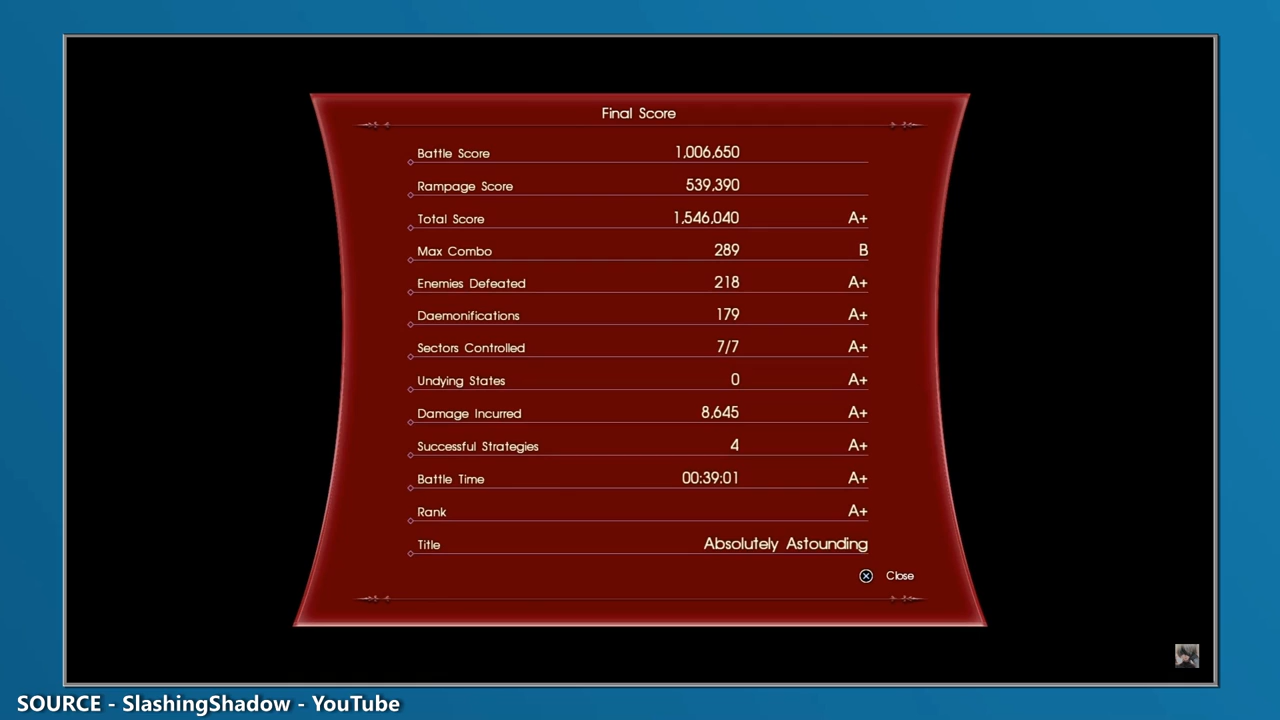 Final Score
Battle Score 1,006,650
Rampage Score 539,390
Total Score 1,546,040 A+
Max Combo 289 B
Enemies Defeated 218 A+
Daemonifications 179 A+
Sectors Controlled 7/7 A+
Undying States 0 A+
Damage Incurred 8,645 A+
Successful Strategies 4 A+
Battle Time 00:39:01 A+
Rank A+
Title Absolutely Astounding
Close
SOURCE - SlashingShadow - YouTube